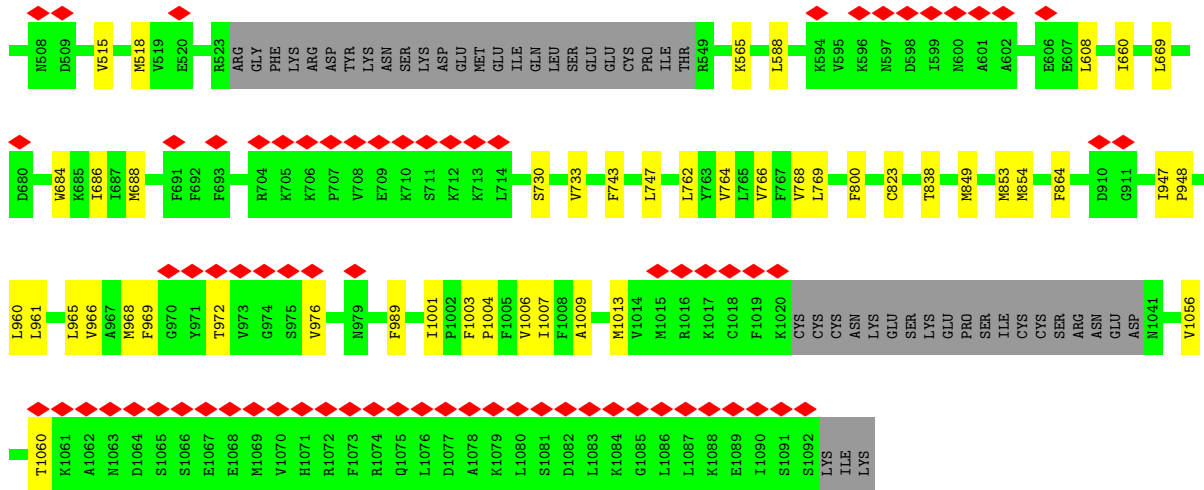 N508 D509 V515 M518 V519 E520 R523 ARG GLY PHE LYS ARG ASP TYR LYS ASN SER LYS ASP GLU MET GLU ILE GLN LEU SER GLU GLU CYS PRO ILE THR R549 K565 L588 K594 V595 K596 N597 D598 I599 N600 A601 A602 E606 E607 L608 I660 L669
D680 W684 K685 I686 I687 M688 F691 F692 F693 R704 K705 K706 P707 V708 E709 K710 S711 K712 K713 L714 S730 V733 F743 L747 L762 Y763 V764 L765 V766 F767 V768 L769 F800 C823 T838 M849 M853 M854 F864 D910 G911 I947 P948
L960 L961 L965 V966 A967 M968 F969 G970 Y971 T972 V973 G974 S975 V976 N979 F989 I1001 P1002 F1003 P1004 F1005 V1006 I1007 F1008 A1009 M1013 V1014 M1015 R1016 K1017 C1018 F1019 K1020 CYS CYS CYS ASN LYS GLU SER LYS GLU PRO SER ILE CYS CYS SER ARG ASN GLU ASP N1041 V1056
T1060 K1061 A1062 N1063 D1064 S1065 S1066 E1067 E1068 M1069 V1070 H1071 R1072 F1073 R1074 Q1075 L1076 D1077 A1078 K1079 L1080 S1081 D1082 L1083 K1084 G1085 L1086 L1087 K1088 E1089 I1090 S1091 S1092 LYS ILE LYS